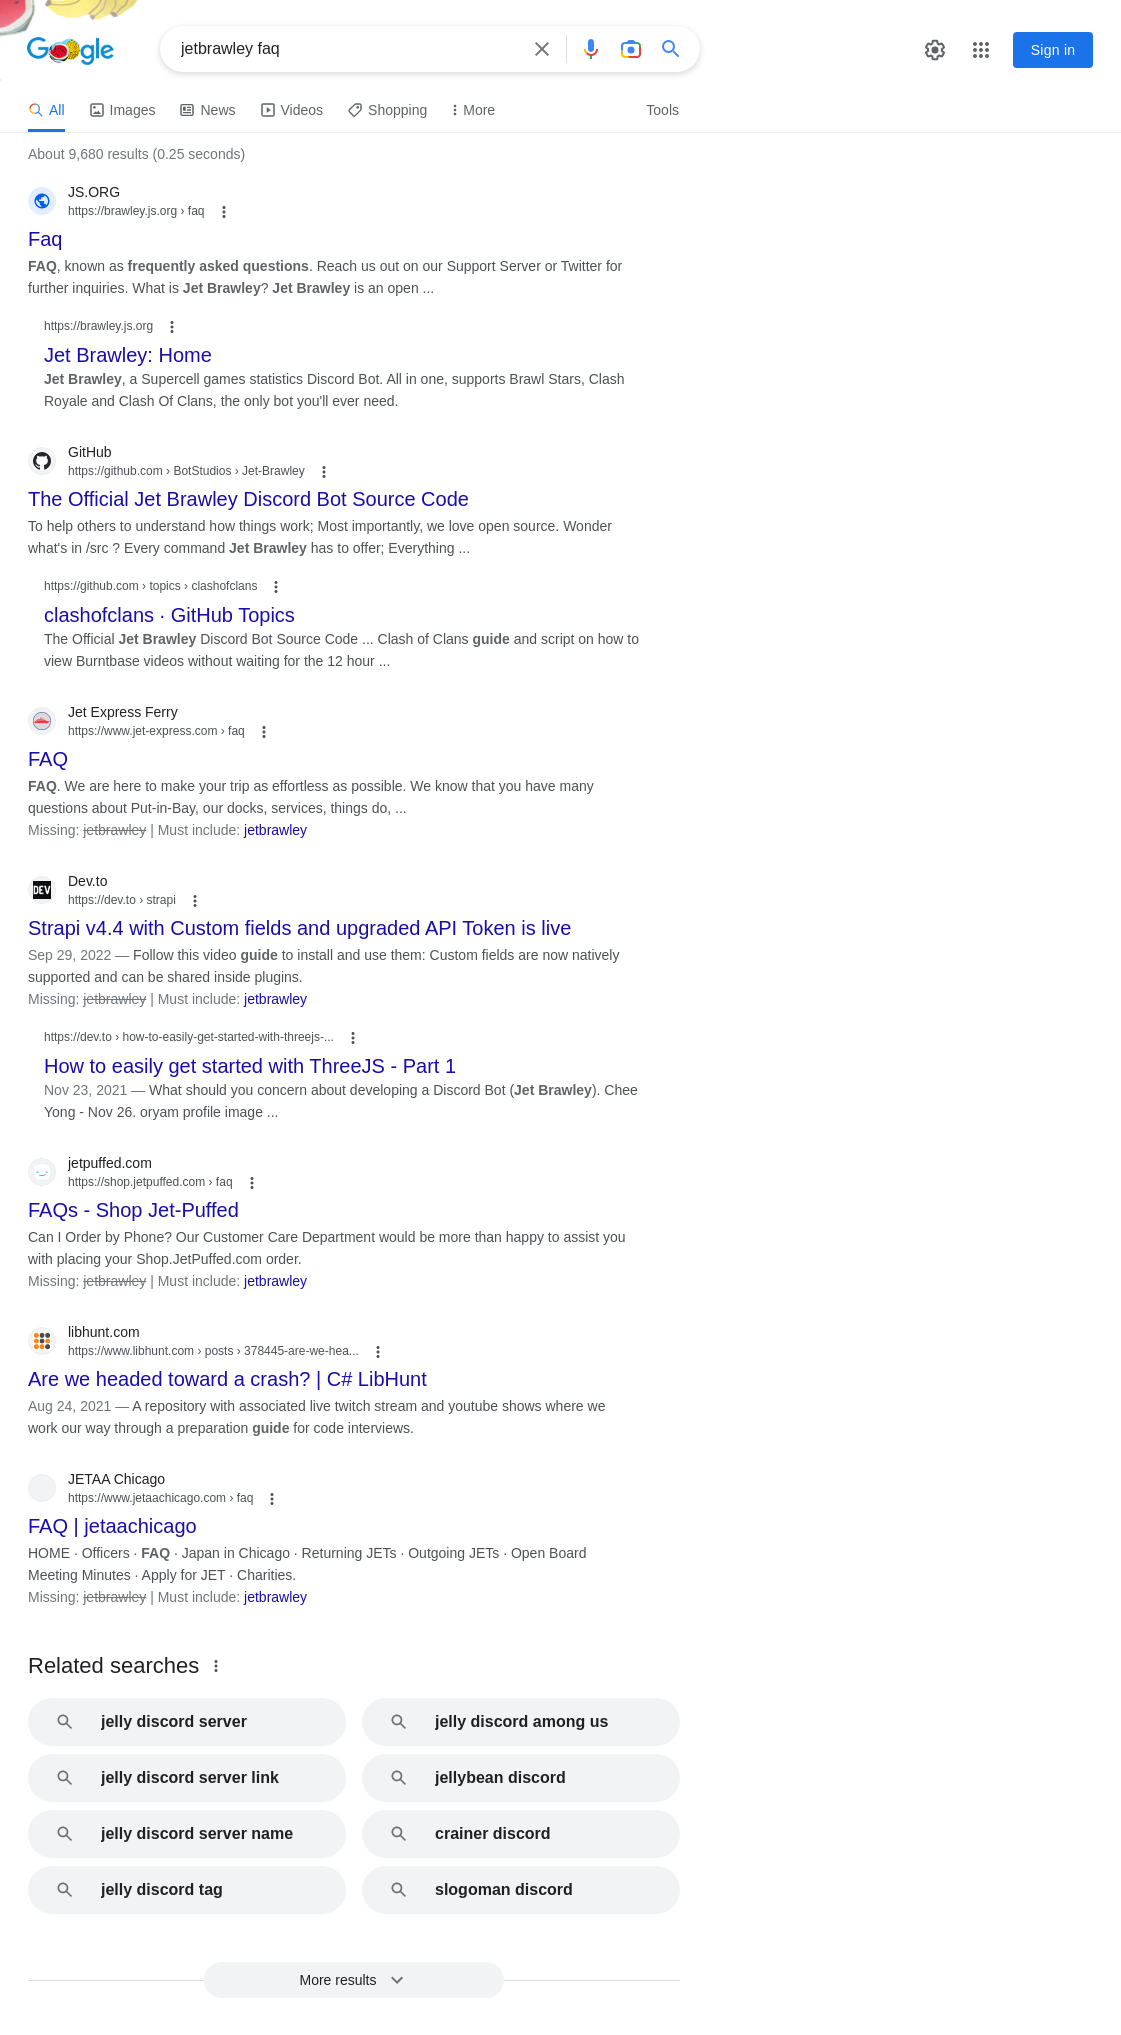 Google
jetbrawley faq
Sign in
All
Images
News
Videos
Shopping
More
Tools
About 9,680 results (0.25 seconds)
JS.ORG
https://brawley.js.org › faq
Faq
FAQ, known as frequently asked questions. Reach us out on our Support Server or Twitter for
further inquiries. What is Jet Brawley? Jet Brawley is an open ...
https://brawley.js.org
Jet Brawley: Home
Jet Brawley, a Supercell games statistics Discord Bot. All in one, supports Brawl Stars, Clash
Royale and Clash Of Clans, the only bot you'll ever need.
GitHub
https://github.com › BotStudios › Jet-Brawley
The Official Jet Brawley Discord Bot Source Code
To help others to understand how things work; Most importantly, we love open source. Wonder
what's in /src ? Every command Jet Brawley has to offer; Everything ...
https://github.com › topics › clashofclans
clashofclans · GitHub Topics
The Official Jet Brawley Discord Bot Source Code ... Clash of Clans guide and script on how to
view Burntbase videos without waiting for the 12 hour ...
Jet Express Ferry
https://www.jet-express.com › faq
FAQ
FAQ. We are here to make your trip as effortless as possible. We know that you have many
questions about Put-in-Bay, our docks, services, things do, ...
Missing: jetbrawley | Must include: jetbrawley
DEV
Dev.to
https://dev.to › strapi
Strapi v4.4 with Custom fields and upgraded API Token is live
Sep 29, 2022 — Follow this video guide to install and use them: Custom fields are now natively
supported and can be shared inside plugins.
Missing: jetbrawley | Must include: jetbrawley
https://dev.to › how-to-easily-get-started-with-threejs-...
How to easily get started with ThreeJS - Part 1
Nov 23, 2021 — What should you concern about developing a Discord Bot (Jet Brawley). Chee
Yong - Nov 26. oryam profile image ...
jetpuffed.com
https://shop.jetpuffed.com › faq
FAQs - Shop Jet-Puffed
Can I Order by Phone? Our Customer Care Department would be more than happy to assist you
with placing your Shop.JetPuffed.com order.
Missing: jetbrawley | Must include: jetbrawley
libhunt.com
https://www.libhunt.com › posts › 378445-are-we-hea...
Are we headed toward a crash? | C# LibHunt
Aug 24, 2021 — A repository with associated live twitch stream and youtube shows where we
work our way through a preparation guide for code interviews.
JETAA Chicago
https://www.jetaachicago.com › faq
FAQ | jetaachicago
HOME · Officers · FAQ · Japan in Chicago · Returning JETs · Outgoing JETs · Open Board
Meeting Minutes · Apply for JET · Charities.
Missing: jetbrawley | Must include: jetbrawley
Related searches
jelly discord server
jelly discord among us
jelly discord server link
jellybean discord
jelly discord server name
crainer discord
jelly discord tag
slogoman discord
More results